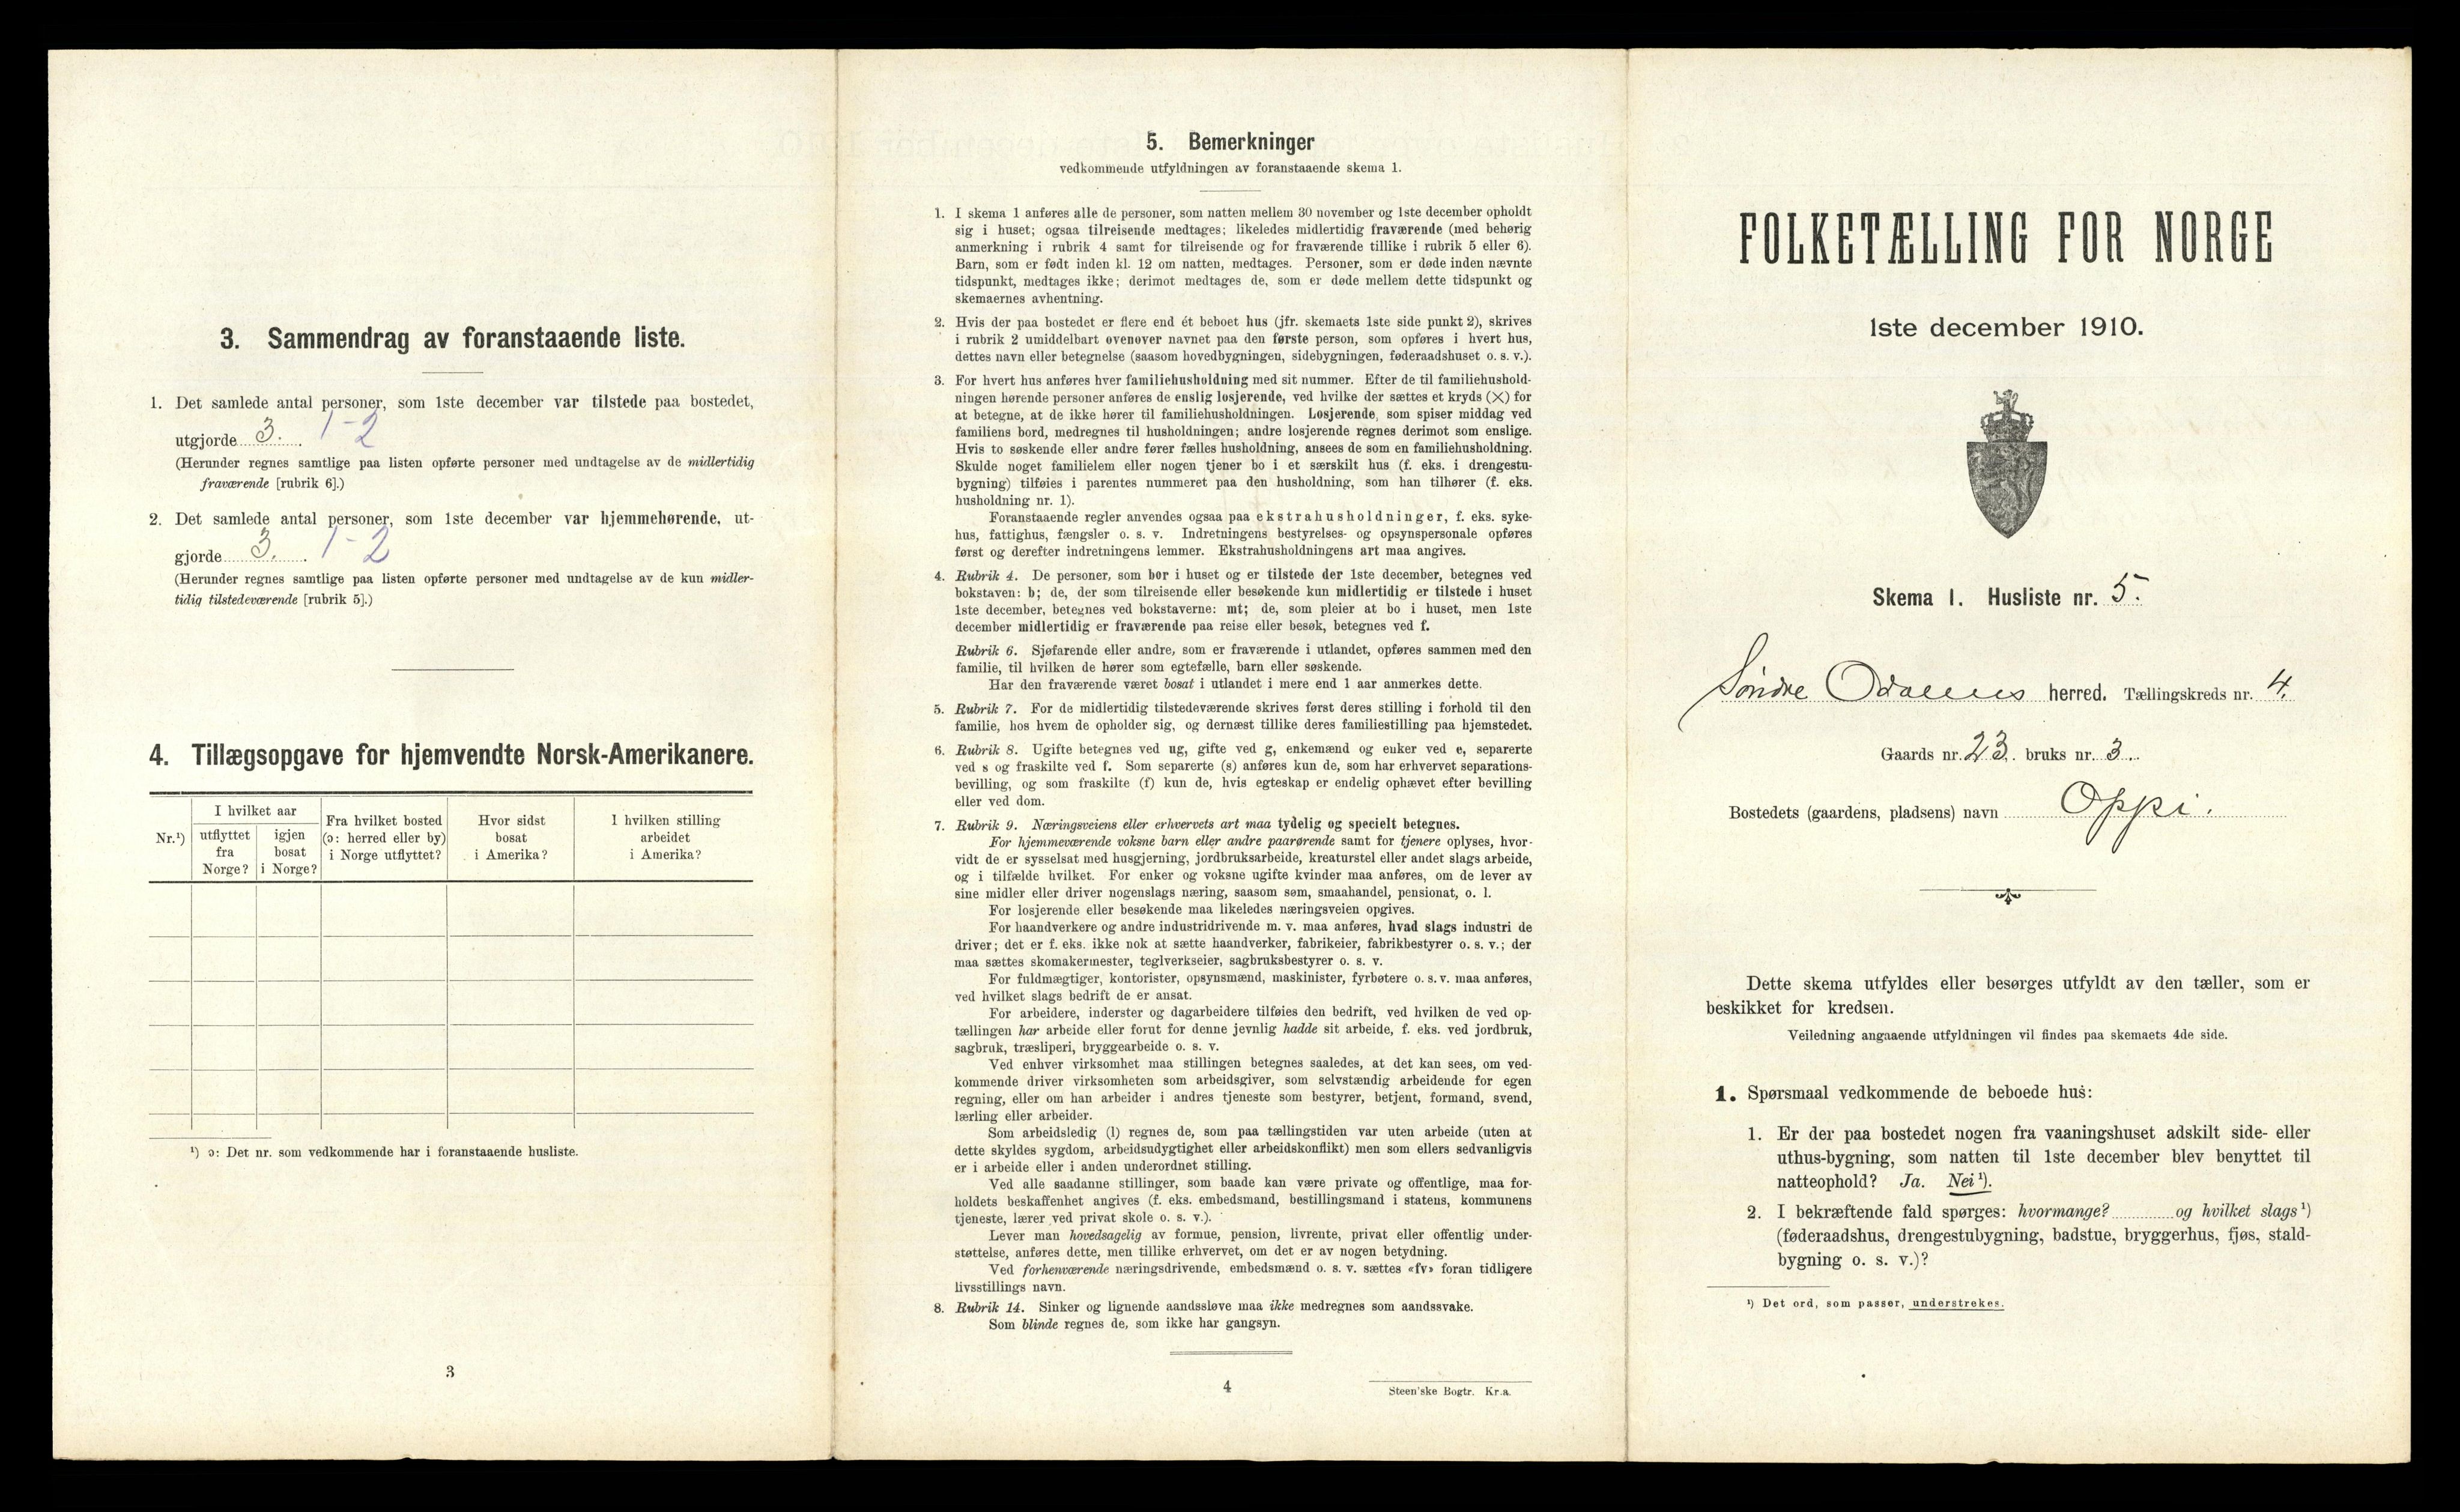 3. Sammendrag av foranstaaende liste.
1. Det samlede antal personer, som 1ste december var tilstede paa bostedet,
utgjorde 3. 1-2
(Herunder regnes samtlige paa listen opførte personer med undtagelse av de midlertidig
fraværende [rubrik 6].)
2. Det samlede antal personer, som 1ste december var hjemmehørende, ut-
gjorde 3. 1-2
(Herunder regnes samtlige paa listen opførte personer med undtagelse av de kun midler-
tidig tilstedeværende [rubrik 5].)
4. Tillægsopgave for hjemvendte Norsk-Amerikanere.
Nr.¹)
I hvilket aar
utflyttet
fra
Norge?
igjen
bosat
i Norge?
Fra hvilket bosted
(ɔ: herred eller by)
i Norge utflyttet?
Hvor sidst
bosat
i Amerika?
I hvilken stilling
arbeidet
i Amerika?
¹) ɔ: Det nr. som vedkommende har i foranstaaende husliste.
3
5. Bemerkninger
vedkommende utfyldningen av foranstaaende skema 1.
1. I skema 1 anføres alle de personer, som natten mellem 30 november og 1ste december opholdt
sig i huset; ogsaa tilreisende medtages; likeledes midlertidig fraværende (med behørig
anmerkning i rubrik 4 samt for tilreisende og for fraværende tillike i rubrik 5 eller 6).
Barn, som er født inden kl. 12 om natten, medtages. Personer, som er døde inden nævnte
tidspunkt, medtages ikke; derimot medtages de, som er døde mellem dette tidspunkt og
skemaernes avhentning.
2. Hvis der paa bostedet er flere end ét beboet hus (jfr. skemaets 1ste side punkt 2), skrives
i rubrik 2 umiddelbart ovenover navnet paa den første person, som opføres i hvert hus,
dettes navn eller betegnelse (saasom hovedbygningen, sidebygningen, føderaadshuset o. s. v.).
3. For hvert hus anføres hver familiehusholdning med sit nummer. Efter de til familiehushold-
ningen hørende personer anføres de enslig losjerende, ved hvilke der sættes et kryds (×) for
at betegne, at de ikke hører til familiehusholdningen. Losjerende, som spiser middag ved
familiens bord, medregnes til husholdningen; andre losjerende regnes derimot som enslige.
Hvis to søskende eller andre fører fælles husholdning, ansees de som en familiehusholdning.
Skulde noget familielem eller nogen tjener bo i et særskilt hus (f. eks. i drengestu-
bygning) tilføies i parentes nummeret paa den husholdning, som han tilhører (f. eks.
husholdning nr. 1).
Foranstaaende regler anvendes ogsaa paa ekstrahusholdninger, f. eks. syke-
hus, fattighus, fængsler o. s. v. Indretningens bestyrelses- og opsynspersonale opføres
først og derefter indretningens lemmer. Ekstrahusholdningens art maa angives.
4. Rubrik 4. De personer, som bor i huset og er tilstede der 1ste december, betegnes ved
bokstaven: b; de, der som tilreisende eller besøkende kun midlertidig er tilstede i huset
1ste december, betegnes ved bokstaverne: mt; de, som pleier at bo i huset, men 1ste
december midlertidig er fraværende paa reise eller besøk, betegnes ved f.
Rubrik 6. Sjøfarende eller andre, som er fraværende i utlandet, opføres sammen med den
familie, til hvilken de hører som egtefælle, barn eller søskende.
Har den fraværende været bosat i utlandet i mere end 1 aar anmerkes dette.
5. Rubrik 7. For de midlertidig tilstedeværende skrives først deres stilling i forhold til den
familie, hos hvem de opholder sig, og dernæst tillike deres familiestilling paa hjemstedet.
6. Rubrik 8. Ugifte betegnes ved ug, gifte ved g, enkemænd og enker ved e, separerte
ved s og fraskilte ved f. Som separerte (s) anføres kun de, som har erhvervet separations-
bevilling, og som fraskilte (f) kun de, hvis egteskap er endelig ophævet efter bevilling
eller ved dom.
7. Rubrik 9. Næringsveiens eller erhvervets art maa tydelig og specielt betegnes.
For hjemmeværende voksne barn eller andre paarørende samt for tjenere oplyses, hvor-
vidt de er sysselsat med husgjerning, jordbruksarbeide, kreaturstel eller andet slags arbeide,
og i tilfælde hvilket. For enker og voksne ugifte kvinder maa anføres, om de lever av
sine midler eller driver nogenslags næring, saasom søm, smaahandel, pensionat, o. l.
For losjerende eller besøkende maa likeledes næringsveien opgives.
For haandverkere og andre industridrivende m. v. maa anføres, hvad slags industri de
driver; det er f. eks. ikke nok at sætte haandverker, fabrikeier, fabrikbestyrer o. s. v.; der
maa sættes skomakermester, teglverkseier, sagbruksbestyrer o. s. v.
For fuldmægtiger, kontorister, opsynsmænd, maskinister, fyrbøtere o. s. v. maa anføres,
ved hvilket slags bedrift de er ansat.
For arbeidere, inderster og dagarbeidere tilføies den bedrift, ved hvilken de ved op-
tællingen har arbeide eller forut for denne jevnlig hadde sit arbeide, f. eks. ved jordbruk,
sagbruk, træsliperi, bryggearbeide o. s. v.
Ved enhver virksomhet maa stillingen betegnes saaledes, at det kan sees, om ved-
kommende driver virksomheten som arbeidsgiver, som selvstændig arbeidende for egen
regning, eller om han arbeider i andres tjeneste som bestyrer, betjent, formand, svend,
lærling eller arbeider.
Som arbeidsledig (l) regnes de, som paa tællingstiden var uten arbeide (uten at
dette skyldes sygdom, arbeidsudygtighet eller arbeidskonflikt) men som ellers sedvanligvis
er i arbeide eller i anden underordnet stilling.
Ved alle saadanne stillinger, som baade kan være private og offentlige, maa for-
holdets beskaffenhet angives (f. eks. embedsmand, bestillingsmand i statens, kommunens
tjeneste, lærer ved privat skole o. s. v.).
Lever man hovedsagelig av formue, pension, livrente, privat eller offentlig under-
støttelse, anføres dette, men tillike erhvervet, om det er av nogen betydning.
Ved forhenværende næringsdrivende, embedsmænd o. s. v. sættes «fv» foran tidligere
livsstillings navn.
8. Rubrik 14. Sinker og lignende aandssløve maa ikke medregnes som aandssvake.
Som blinde regnes de, som ikke har gangsyn.
4
Steen'ske Bogtr. Kr.a.
FOLKETÆLLING FOR NORGE
1ste december 1910.
Skema I. Husliste nr. 5.
Søndre Odalens herred. Tællingskreds nr. 4.
Gaards nr. 23. bruks nr. 3.
Bostedets (gaardens, pladsens) navn Oppi.
Dette skema utfyldes eller besørges utfyldt av den tæller, som er
beskikket for kredsen.
Veiledning angaaende utfyldningen vil findes paa skemaets 4de side.
1. Spørsmaal vedkommende de beboede hus:
1. Er der paa bostedet nogen fra vaaningshuset adskilt side- eller
uthus-bygning, som natten til 1ste december blev benyttet til
natteophold? Ja. Nei ¹).
2. I bekræftende fald spørges: hvormange? og hvilket slags ¹)
(føderaadshus, drengestubygning, badstue, bryggerhus, fjøs, stald-
bygning o. s. v.)?
¹) Det ord, som passer, understrekes.